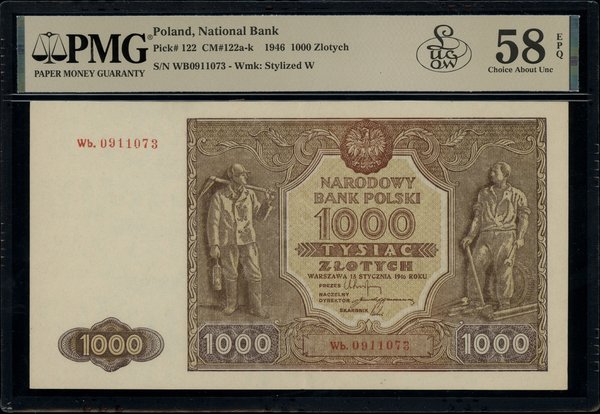 PMG
PAPER MONEY GUARANTY
Poland, National Bank
Pick# 122 CM#122a-k 1946 1000 Zlotych
S/N WB0911073 - Wmk: Stylized W
58 EPQ
Choice About Unc
Wb. 0911073
NARODOWY
BANK POLSKI
1000
TYSIĄC
ZŁOTYCH
WARSZAWA 15 STYCZNIA 1946 ROKU
PREZES
NACZELNY
DYREKTOR
SKARBNIK
1000
1000
Wb. 0911073
1000